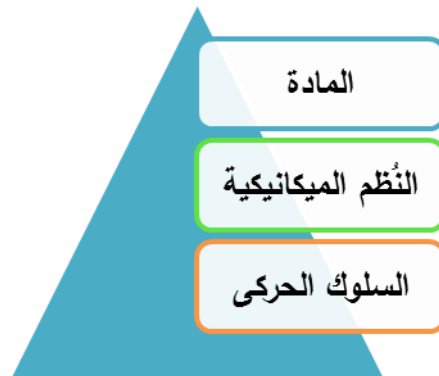 المادة
النُظم الميكانيكية
السلوك الحركى